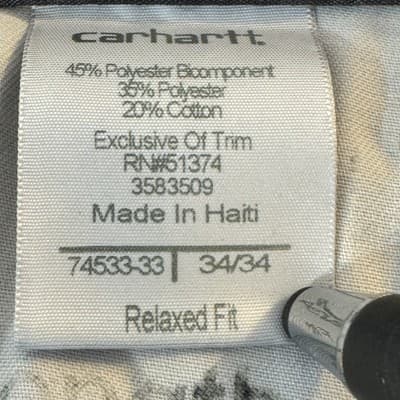 carhartt
45% Polyester Bicomponent
35% Polyester
20% Cotton
Exclusive Of Trim
RN#51374
3583509
Made In Haiti
74533-33 | 34/34
Relaxed Fit